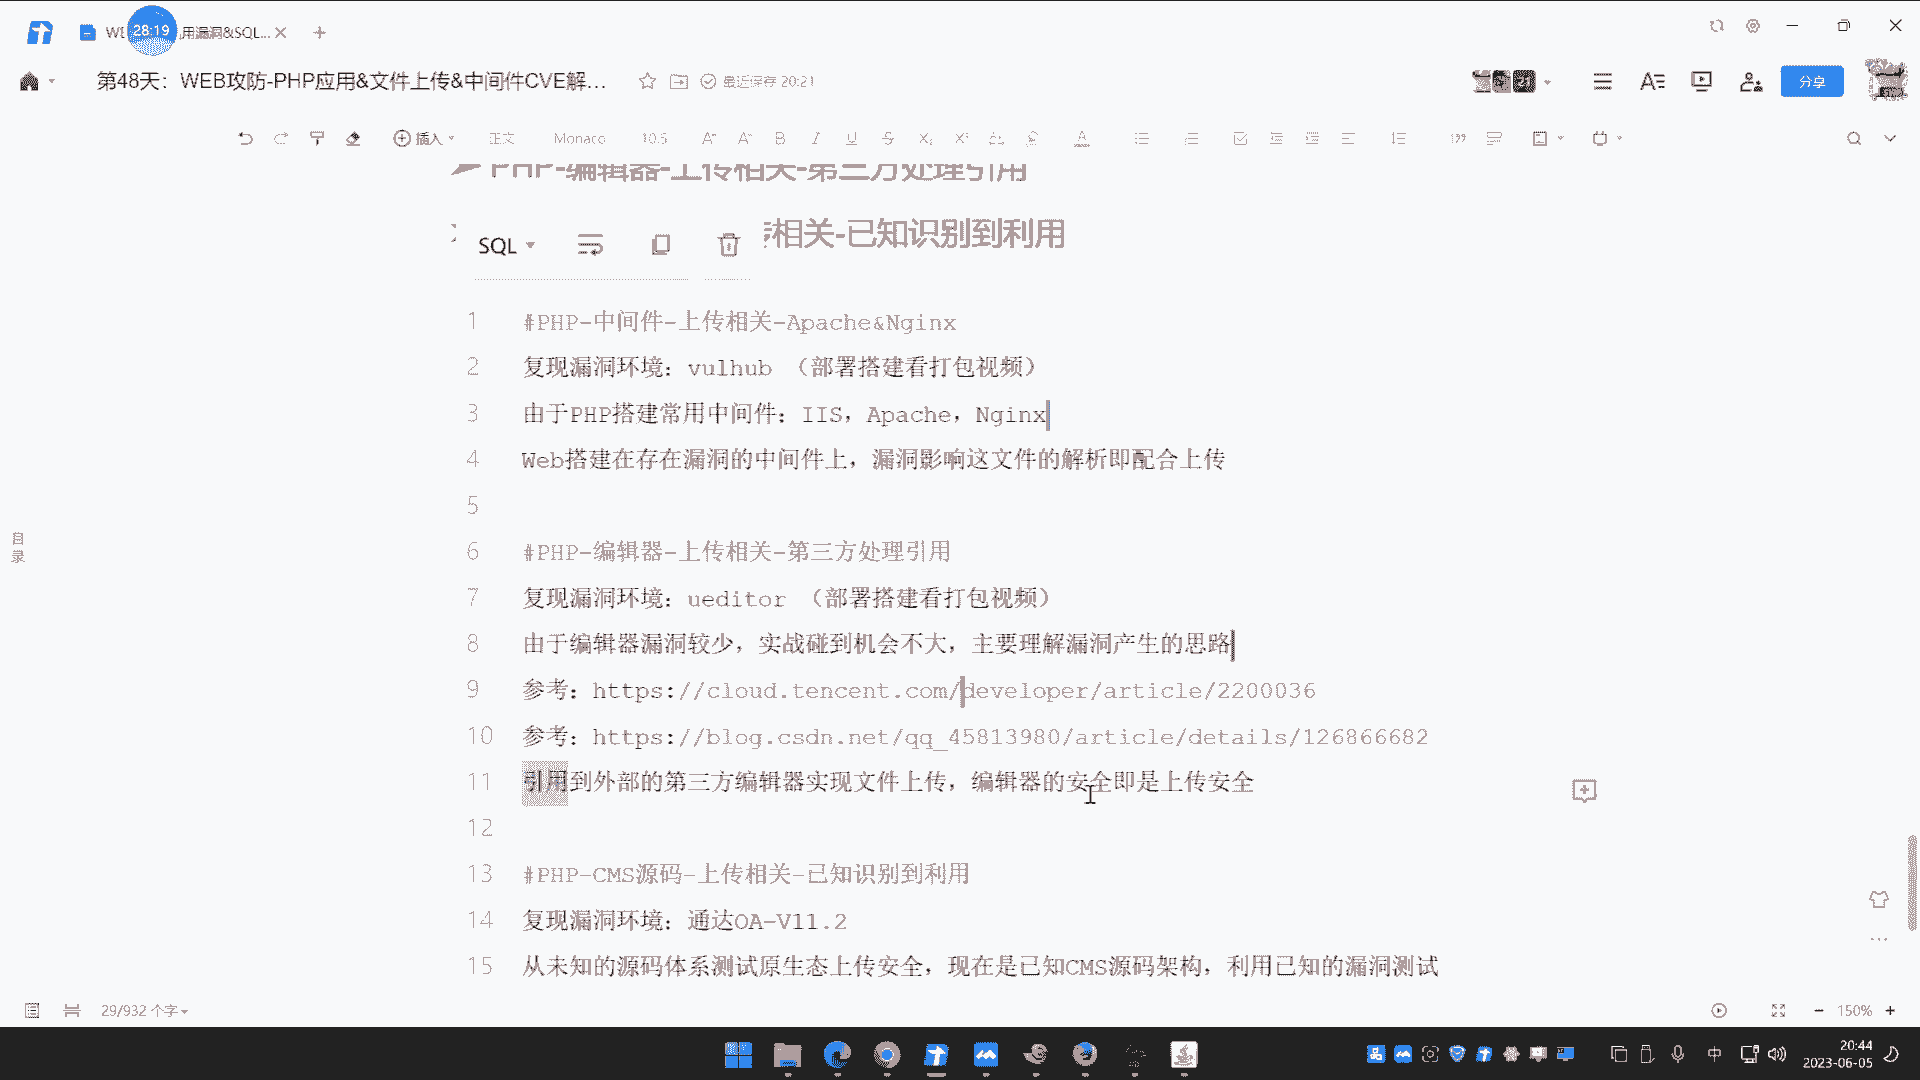 28:19
用漏洞&SQL...
第48天：WEB攻防-PHP应用&文件上传&中间件CVE解...
最近保存 20:21
分享
插入
正文
Monaco
10.5
PHP-编辑器-上传相关-第三方处理引用
相关-已知识别到利用
SQL
1 #PHP-中间件-上传相关-Apache&Nginx
2 复现漏洞环境：vulhub （部署搭建看打包视频）
3 由于PHP搭建常用中间件：IIS，Apache，Nginx
4 Web搭建在存在漏洞的中间件上，漏洞影响这文件的解析即配合上传
5
6 #PHP-编辑器-上传相关-第三方处理引用
7 复现漏洞环境：ueditor （部署搭建看打包视频）
8 由于编辑器漏洞较少，实战碰到机会不大，主要理解漏洞产生的思路
9 参考：https://cloud.tencent.com/developer/article/2200036
10 参考：https://blog.csdn.net/qq_45813980/article/details/126866682
11 引用到外部的第三方编辑器实现文件上传，编辑器的安全即是上传安全
12
13 #PHP-CMS源码-上传相关-已知识别到利用
14 复现漏洞环境：通达OA-V11.2
15 从未知的源码体系测试原生态上传安全，现在是已知CMS源码架构，利用已知的漏洞测试
目录
29/932 个字
150%
中
20:44
2023-06-05